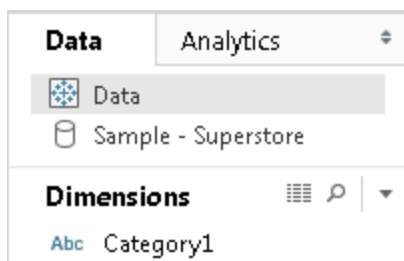 Data Analytics
Data
Sample - Superstore
Dimensions
Abc Category1